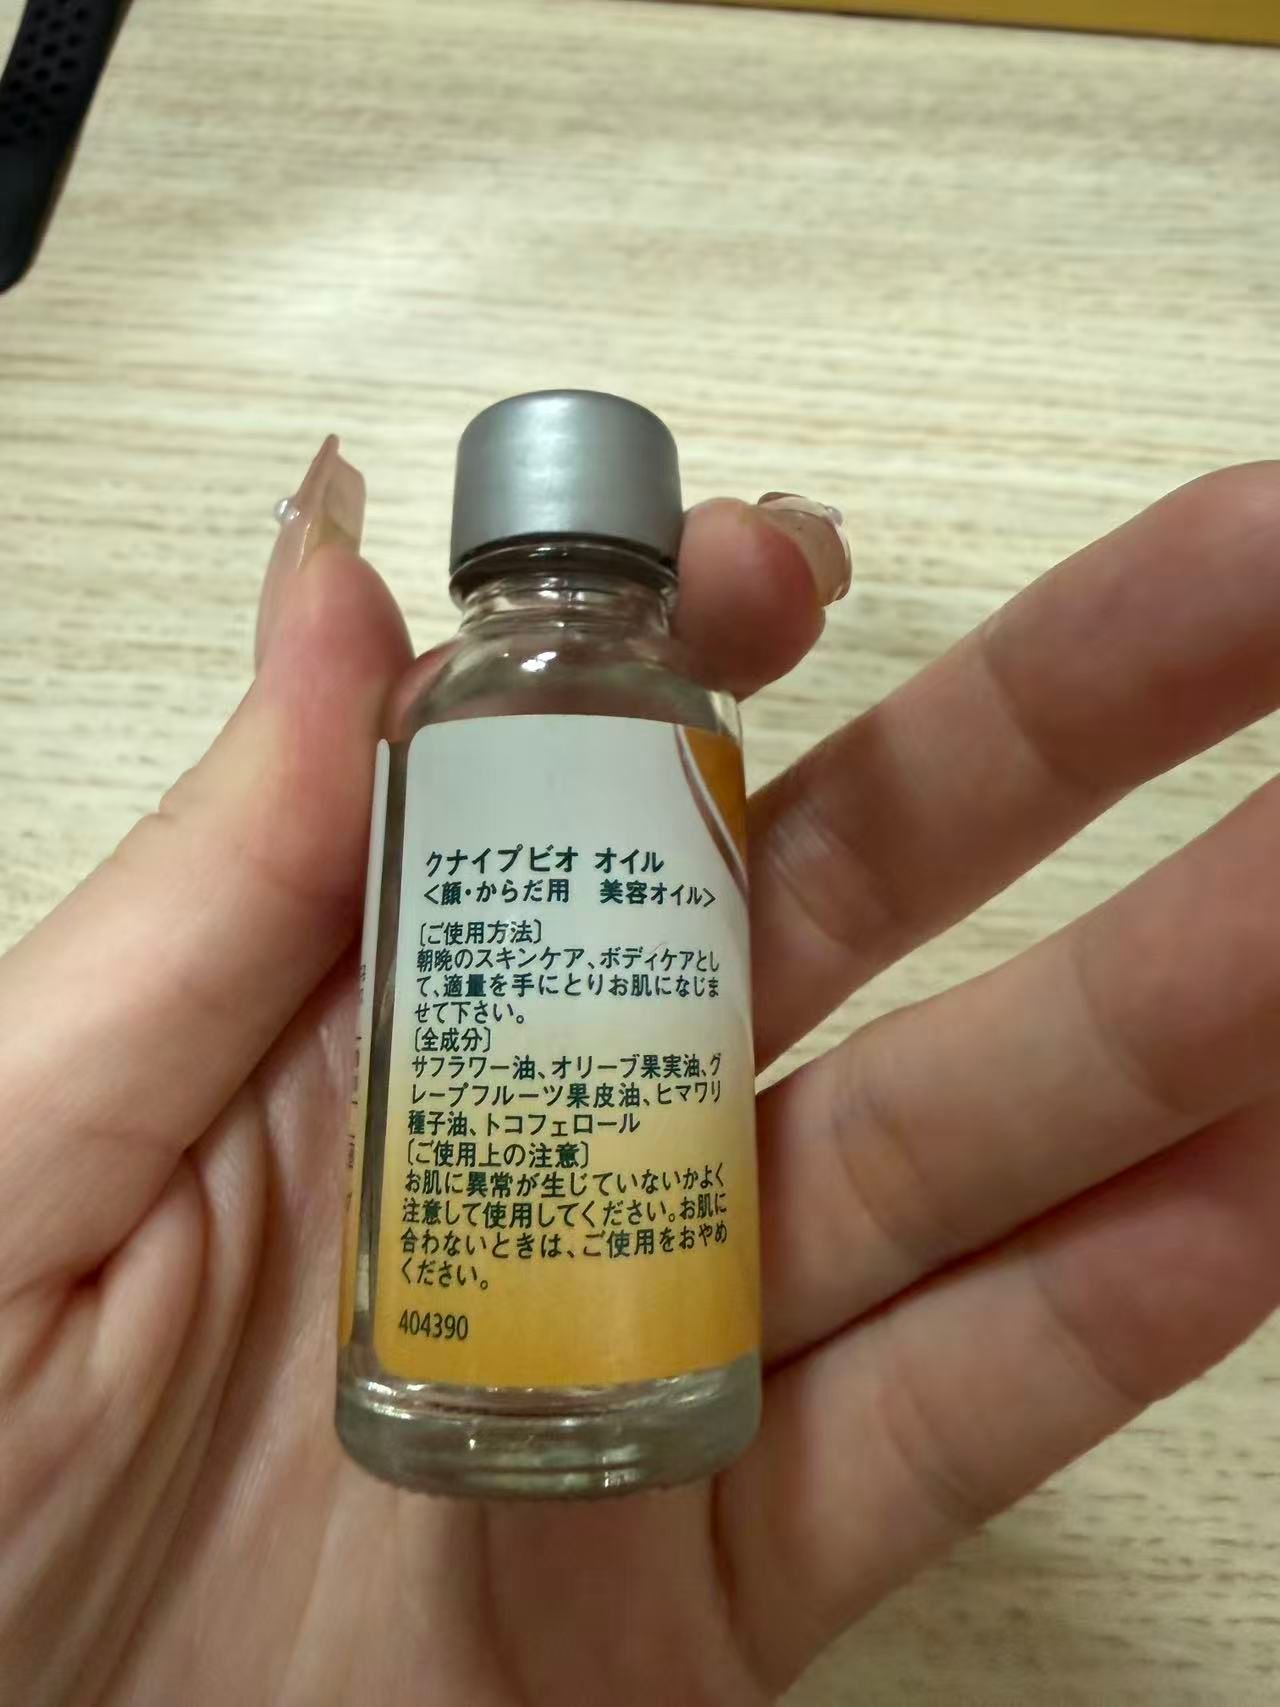 クナイプビオ オイル
<顔・からだ用　美容オイル>
〔ご使用方法〕
朝晩のスキンケア、ボディケアとし
て、適量を手にとりお肌になじま
せて下さい。
〔全成分〕
サフラワー油、オリーブ果実油、グ
レープフルーツ果皮油、ヒマワリ
種子油、トコフェロール
〔ご使用上の注意〕
お肌に異常が生じていないかよく
注意して使用してください。お肌に
合わないときは、ご使用をおやめ
ください。
404390